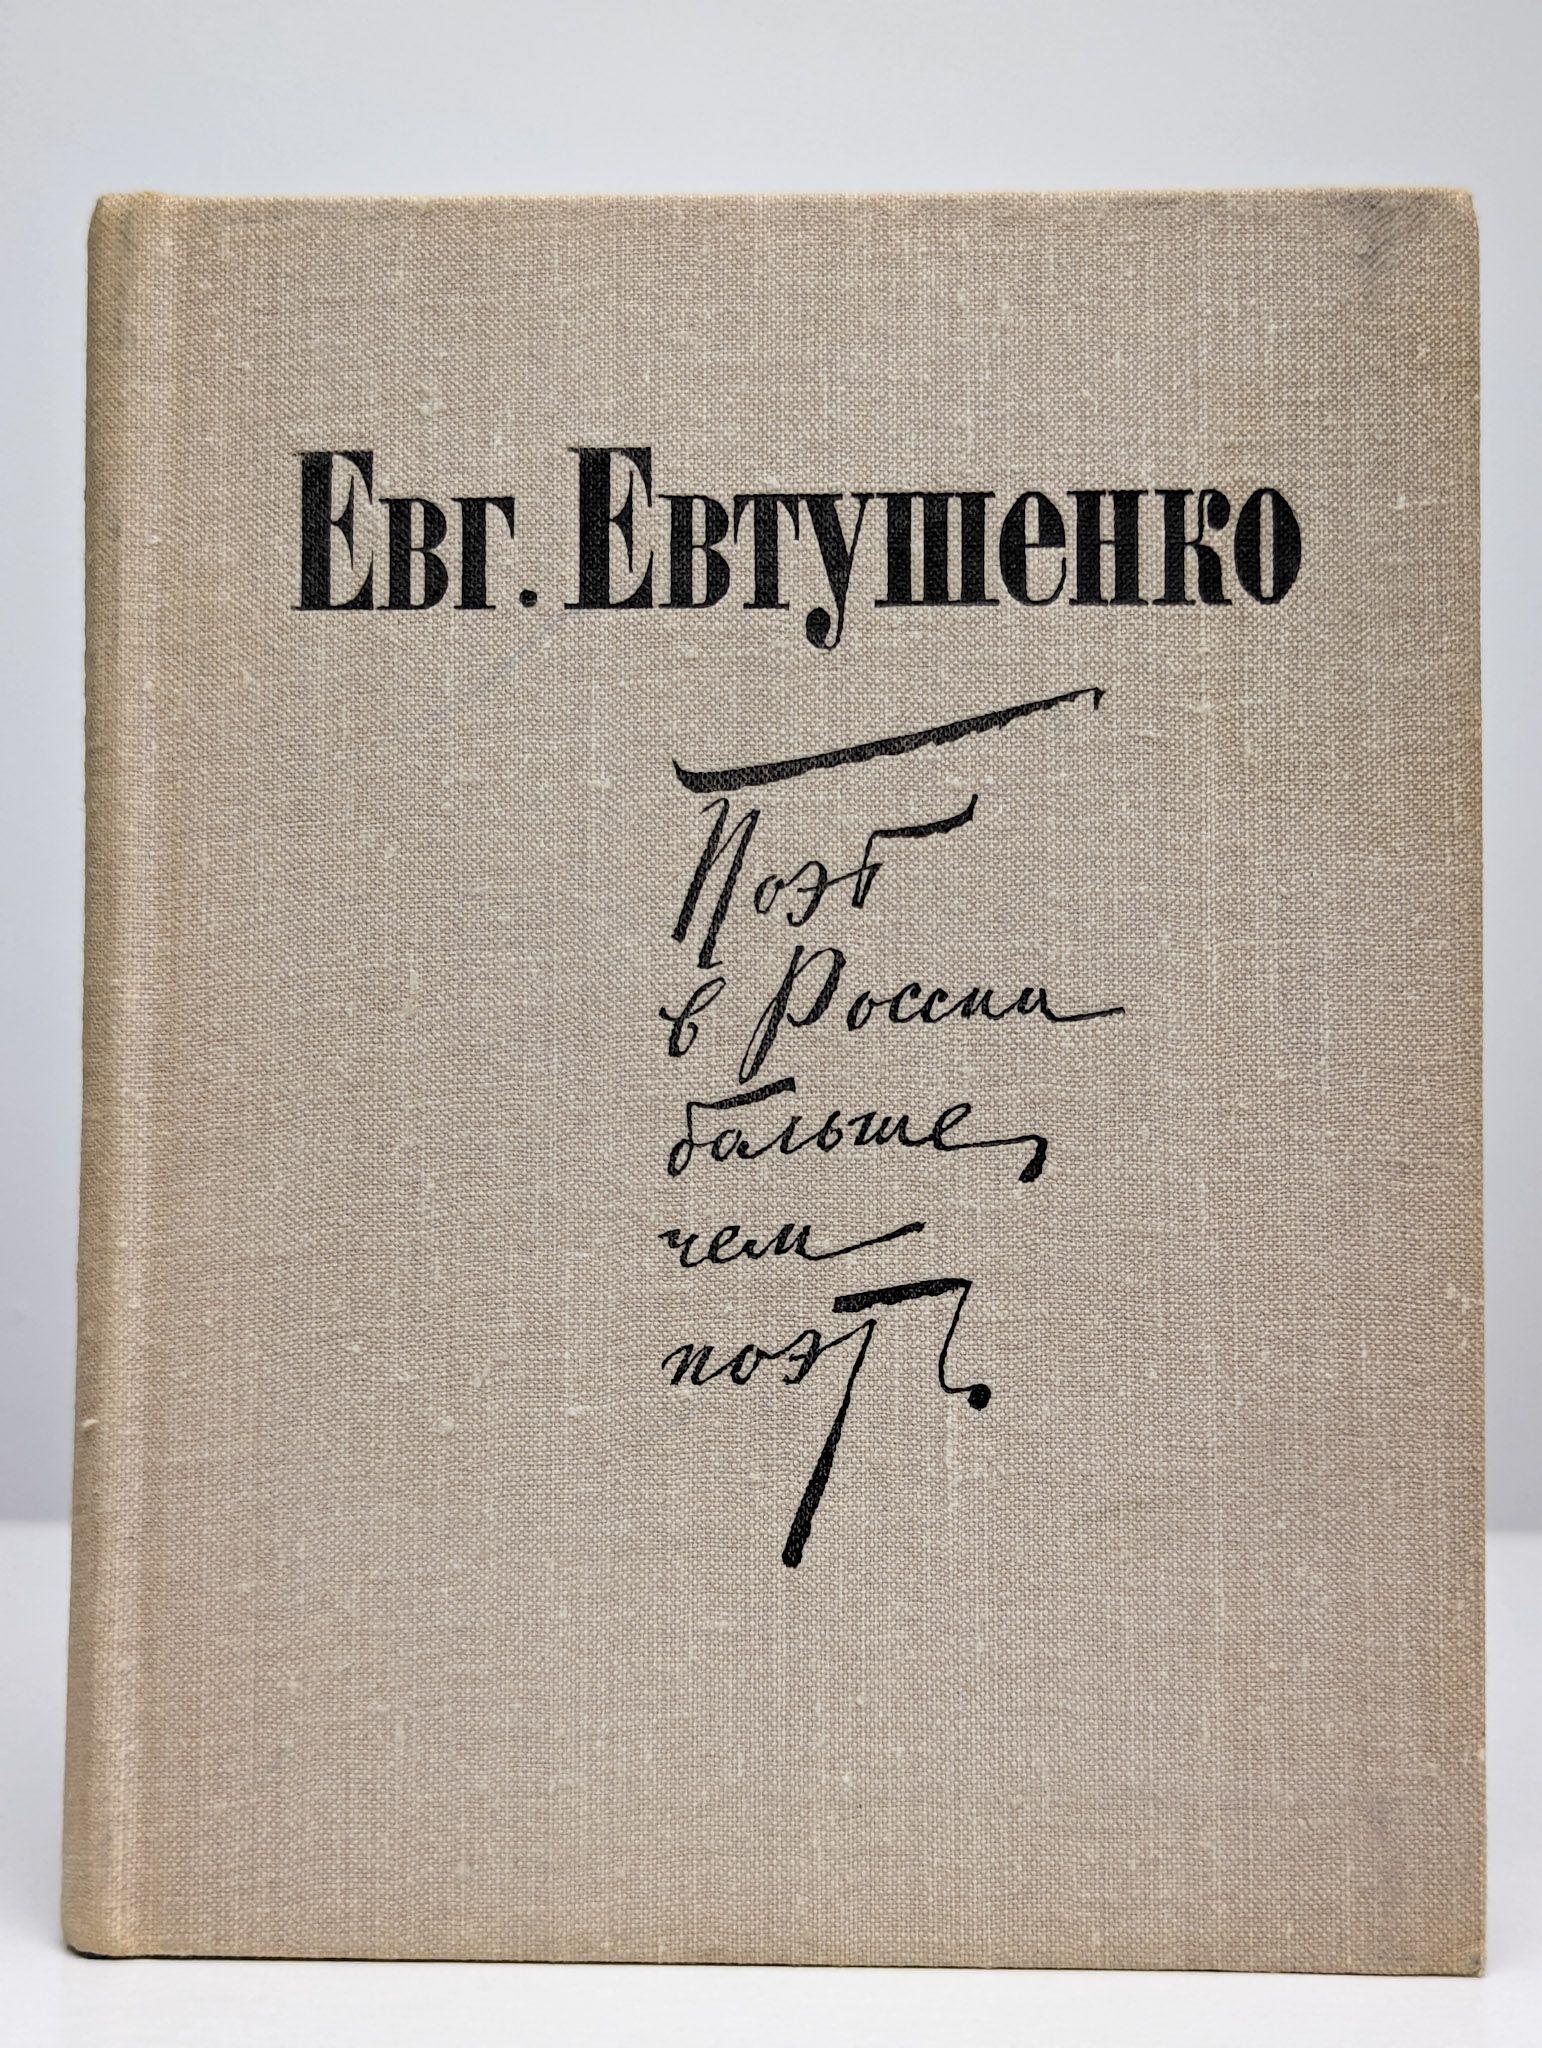 Евг. Евтушенко
Поэт
в России
больше,
чем
поэт.